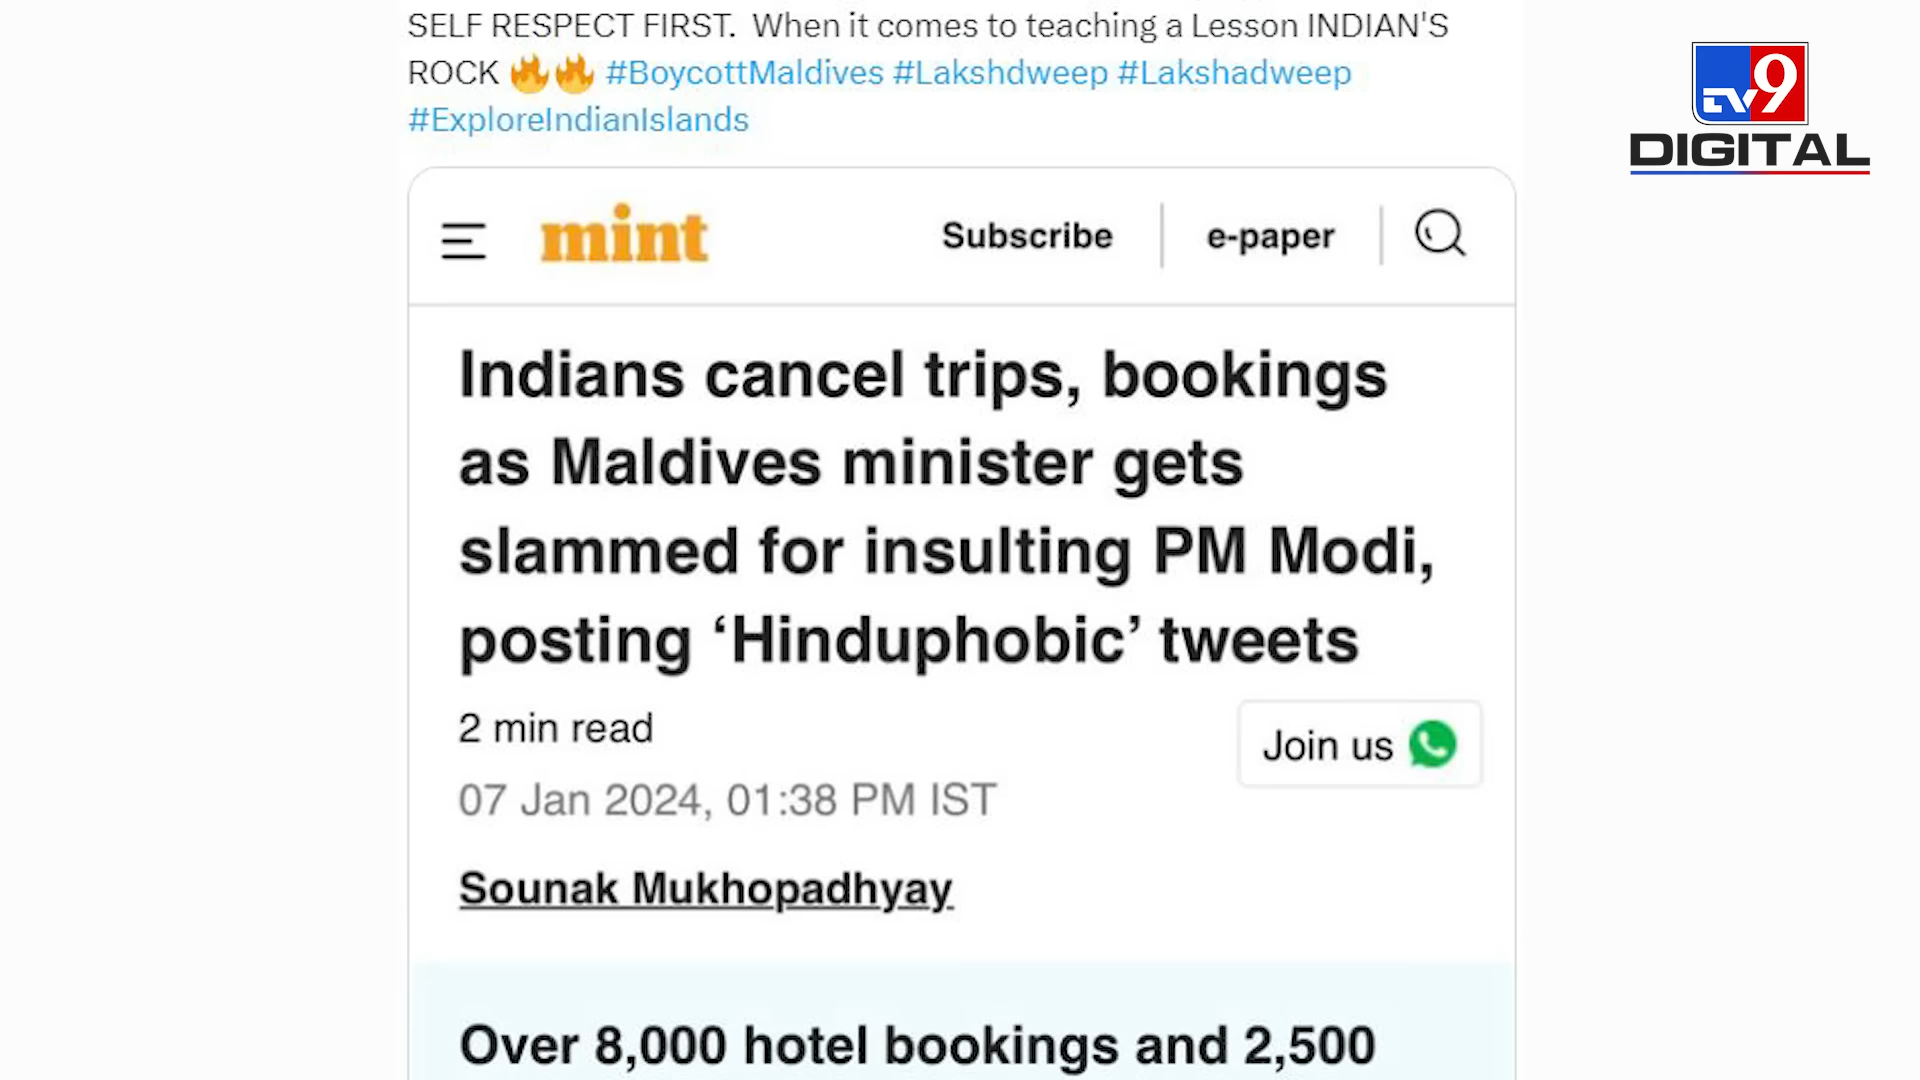 SELF RESPECT FIRST. When it comes to teaching a Lesson INDIAN'S
ROCK 🔥🔥 #BoycottMaldives #Lakshdweep #Lakshadweep
#ExploreIndianIslands
TV9
DIGITAL
mint
Subscribe
e-paper
Indians cancel trips, bookings
as Maldives minister gets
slammed for insulting PM Modi,
posting ‘Hinduphobic’ tweets
2 min read
Join us
07 Jan 2024, 01:38 PM IST
Sounak Mukhopadhyay
Over 8,000 hotel bookings and 2,500